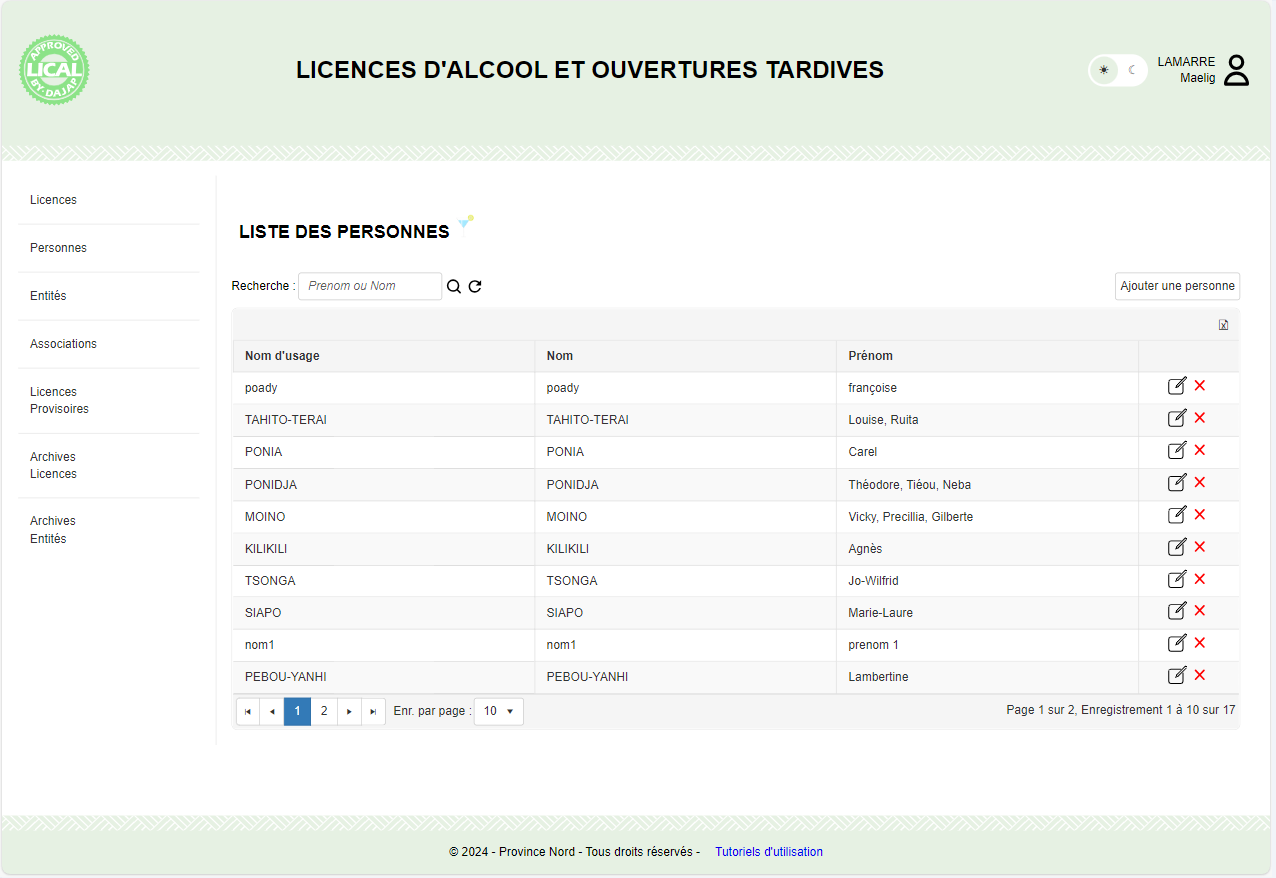 APPROVED
LICAL
BY DAJAP
LICENCES D'ALCOOL ET OUVERTURES TARDIVES
LAMARRE
Maelig
Licences
Personnes
Entités
Associations
Licences
Provisoires
Archives
Licences
Archives
Entités
LISTE DES PERSONNES
Recherche : Prenom ou Nom
Ajouter une personne
Nom d'usage Nom Prénom
poady poady françoise
TAHITO-TERAI TAHITO-TERAI Louise, Ruita
PONIA PONIA Carel
PONIDJA PONIDJA Théodore, Tiéou, Neba
MOINO MOINO Vicky, Precillia, Gilberte
KILIKILI KILIKILI Agnès
TSONGA TSONGA Jo-Wilfrid
SIAPO SIAPO Marie-Laure
nom1 nom1 prenom 1
PEBOU-YANHI PEBOU-YANHI Lambertine
1 2 Enr. par page : 10 Page 1 sur 2, Enregistrement 1 à 10 sur 17
© 2024 - Province Nord - Tous droits réservés - Tutoriels d'utilisation